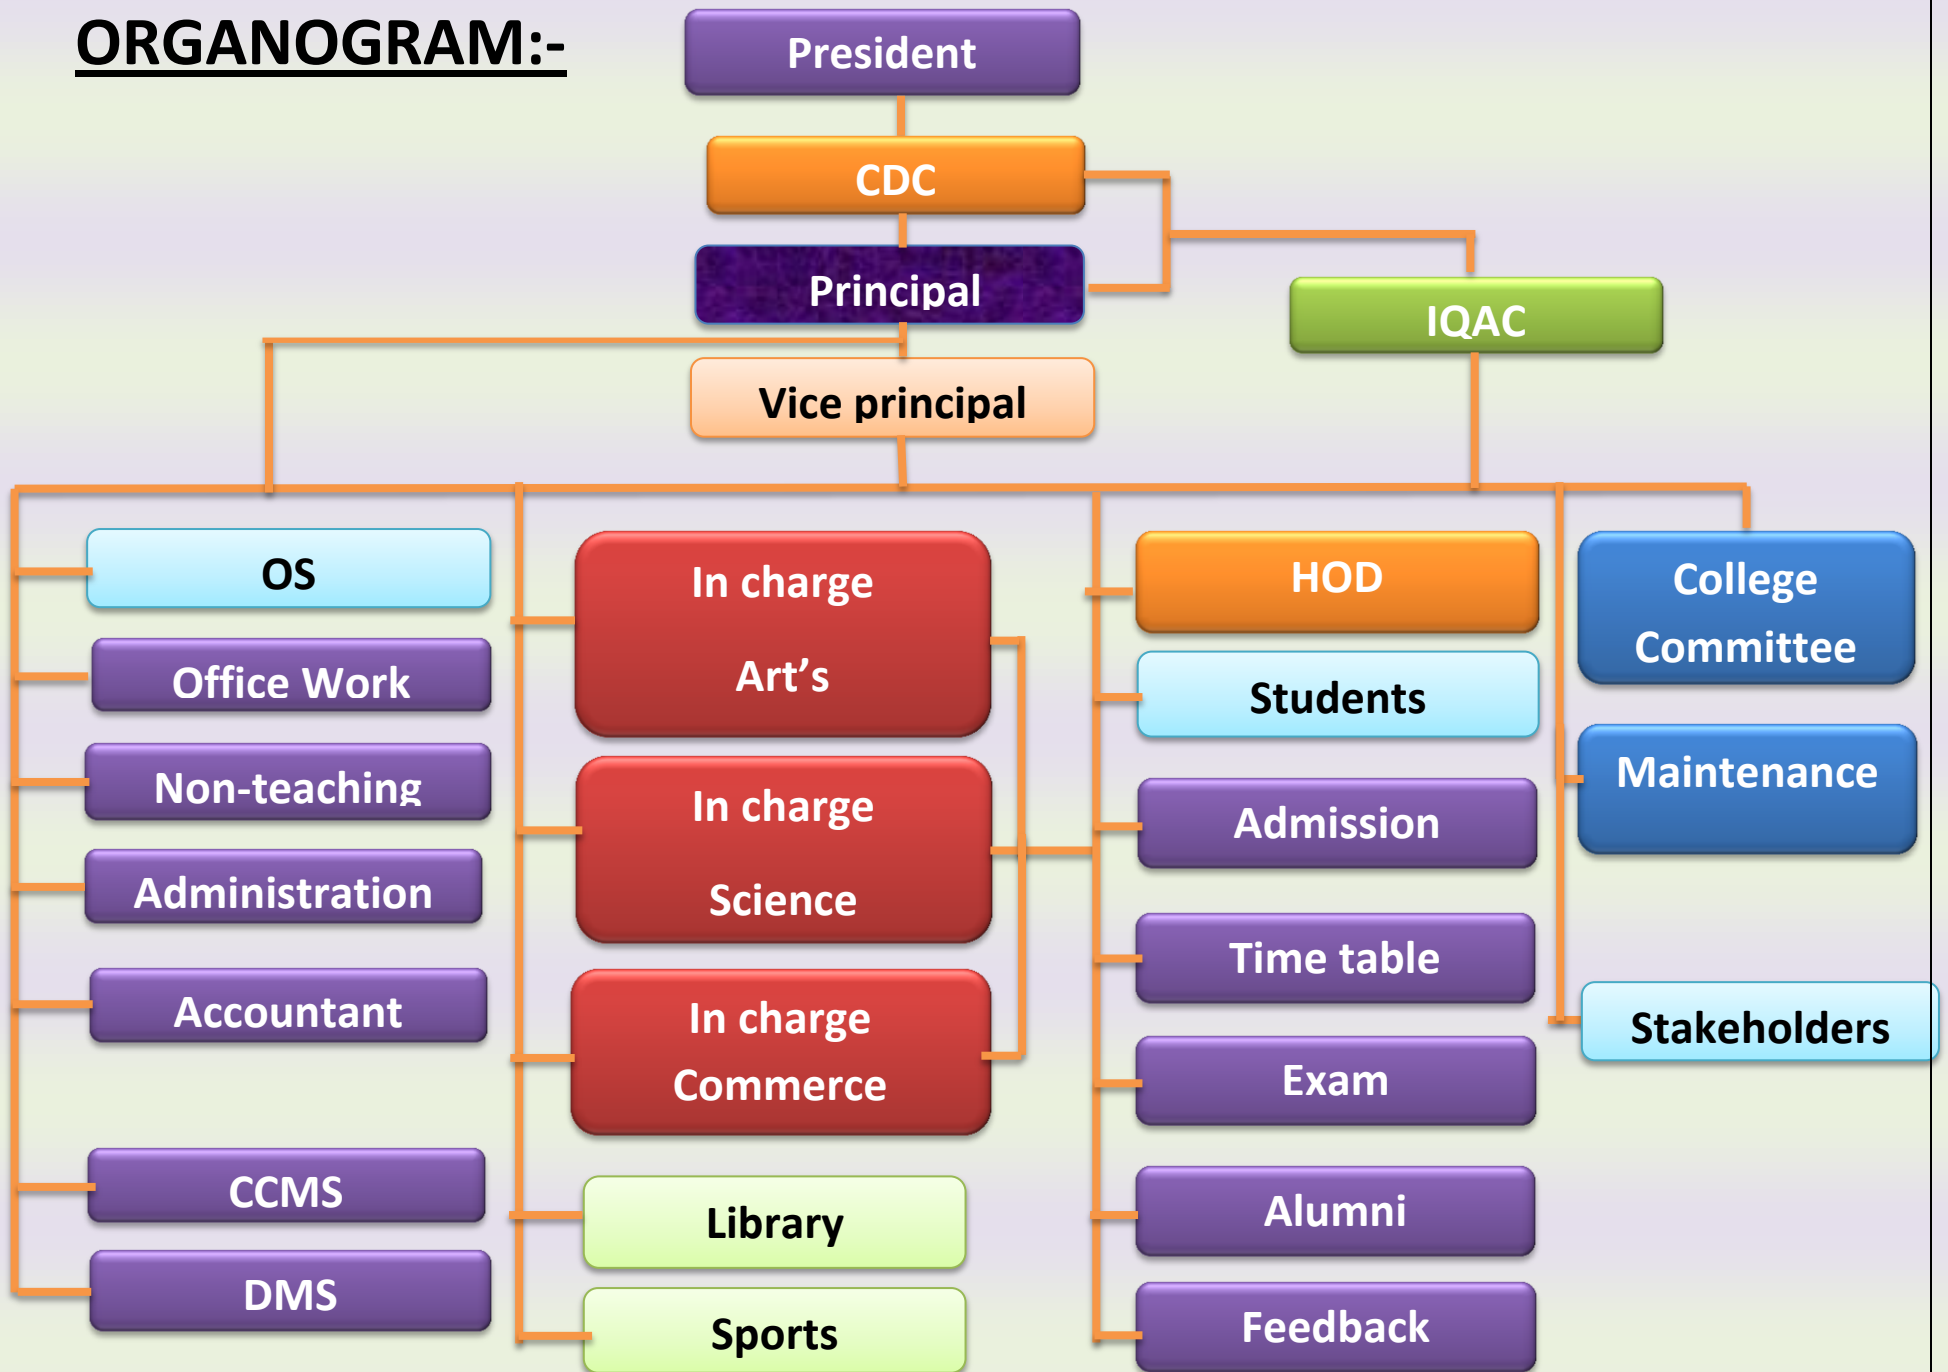 ORGANOGRAM:-
President
CDC
Principal
IQAC
Vice principal
OS
Office Work
Non-teaching
Administration
Accountant
CCMS
DMS
In charge
Art’s
In charge
Science
In charge
Commerce
Library
Sports
HOD
Students
Admission
Time table
Exam
Alumni
Feedback
College
Committee
Maintenance
Stakeholders